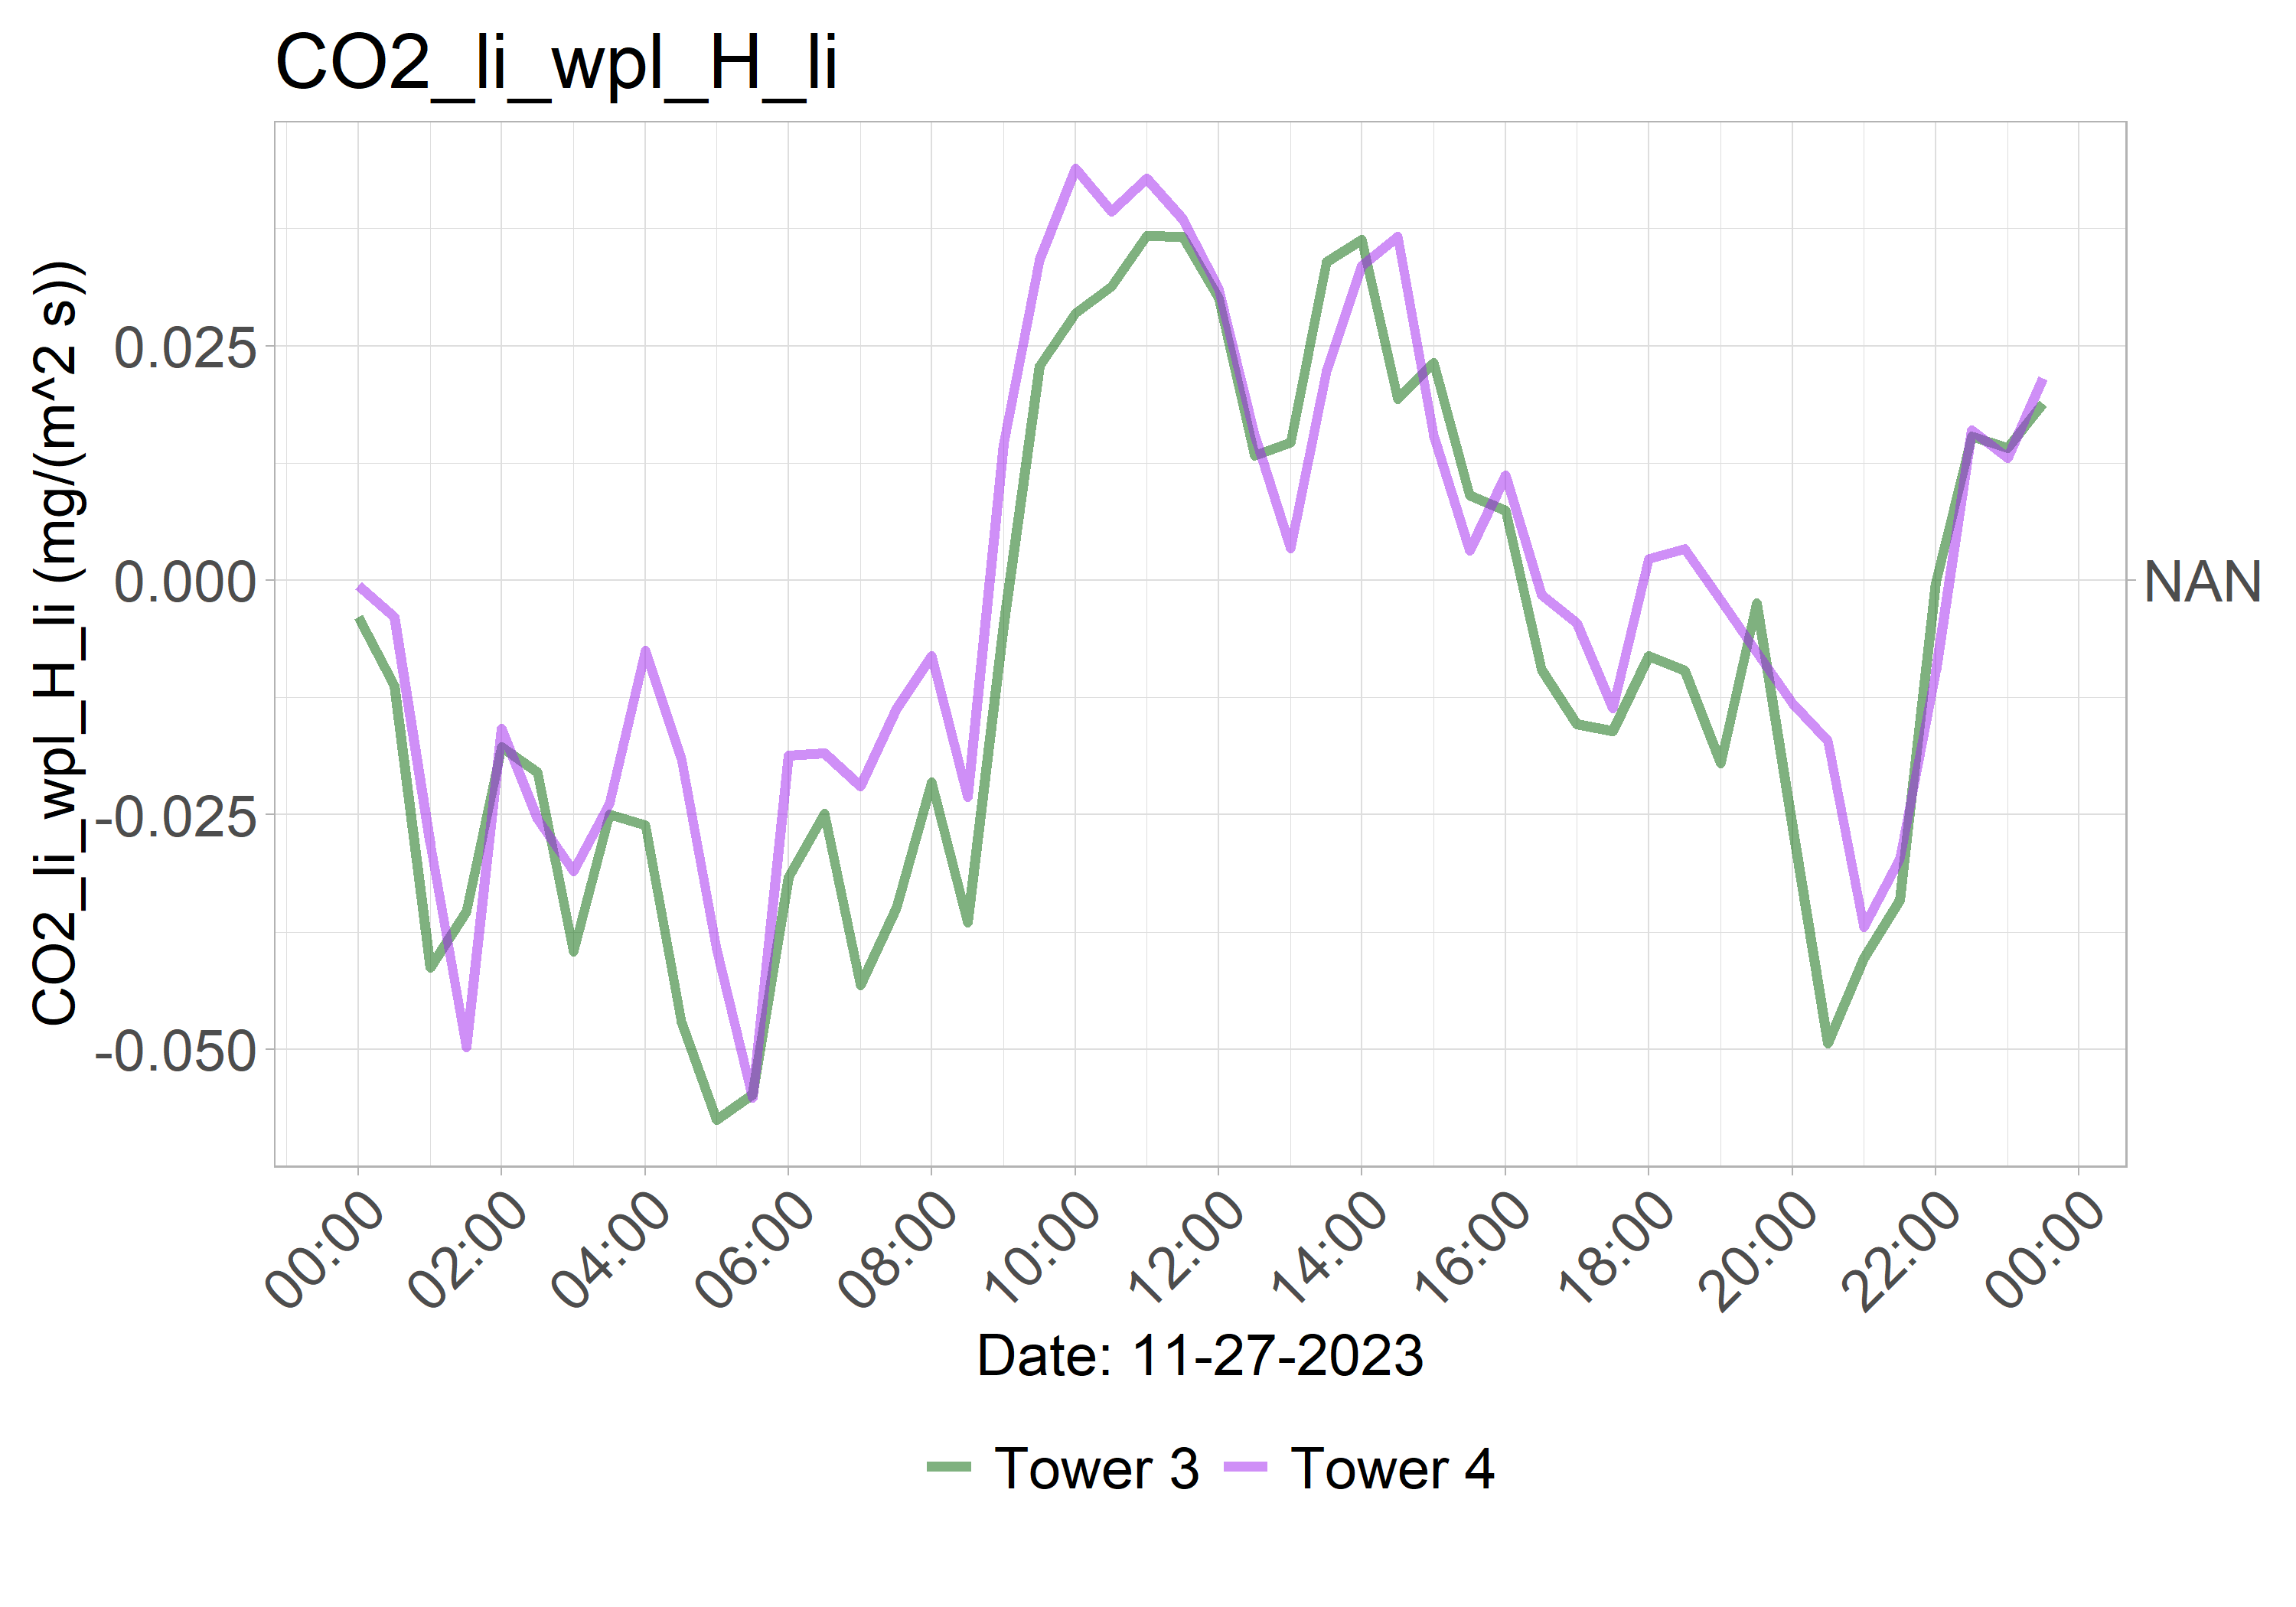 CO2_li_wpl_H_li
CO2_li_wpl_H_li (mg/(m^2 s))
0.025
0.000
-0.025
-0.050
NAN
00:00
02:00
04:00
06:00
08:00
10:00
12:00
14:00
16:00
18:00
20:00
22:00
00:00
Date: 11-27-2023
Tower 3
Tower 4